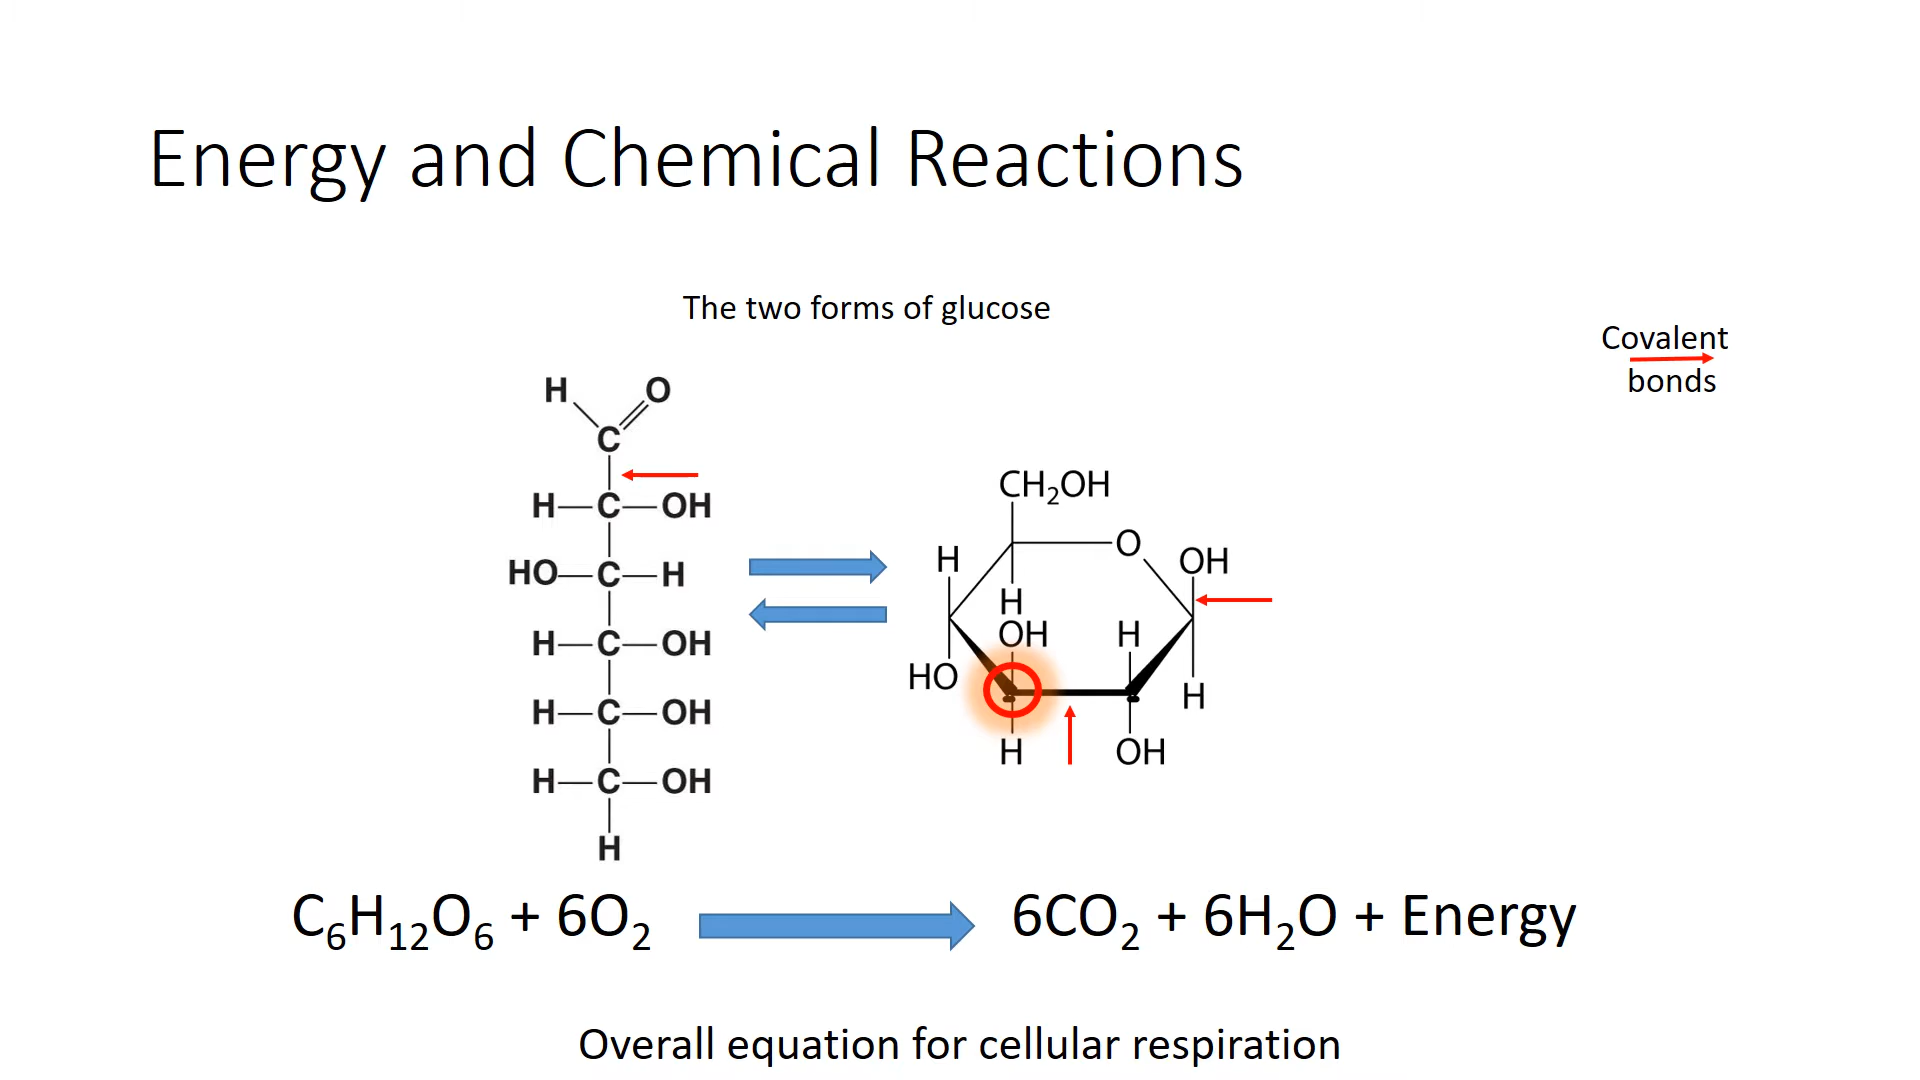 Energy and Chemical Reactions
The two forms of glucose
Covalent
bonds
H O
C
H—C—OH
HO—C—H
H—C—OH
H—C—OH
H—C—OH
H
CH₂OH
O
H OH
H
OH H
HO H
H OH
C₆H₁₂O₆ + 6O₂ 6CO₂ + 6H₂O + Energy
Overall equation for cellular respiration